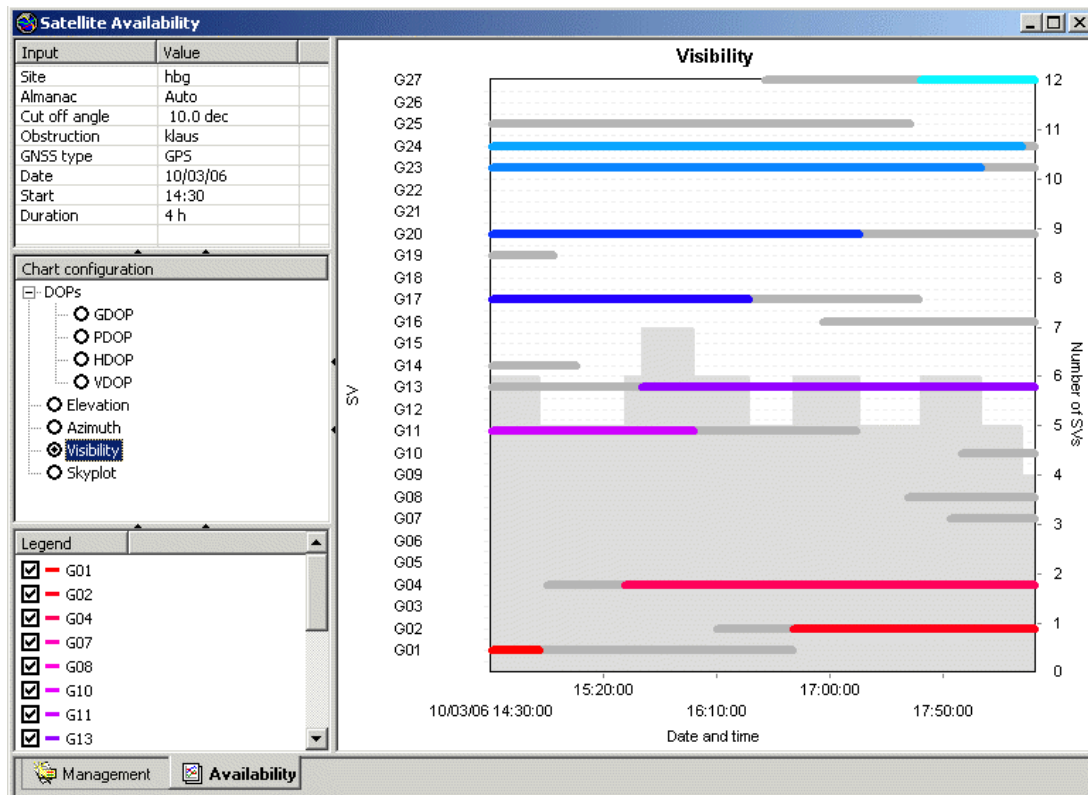 Satellite Availability
Input Value
Site hbg
Almanac Auto
Cut off angle 10.0 dec
Obstruction klaus
GNSS type GPS
Date 10/03/06
Start 14:30
Duration 4 h
Chart configuration
DOPs
GDOP
PDOP
HDOP
VDOP
Elevation
Azimuth
Visibility
Skyplot
Legend
G01
G02
G04
G07
G08
G10
G11
G13
Visibility
G27
G26
G25
G24
G23
G22
G21
G20
G19
G18
G17
G16
G15
G14
G13
G12
G11
G10
G09
G08
G07
G06
G05
G04
G03
G02
G01
SV
12
11
10
9
8
7
6
5
4
3
2
1
0
Number of SVs
15:20:00 17:00:00
10/03/06 14:30:00 16:10:00 17:50:00
Date and time
Management Availability